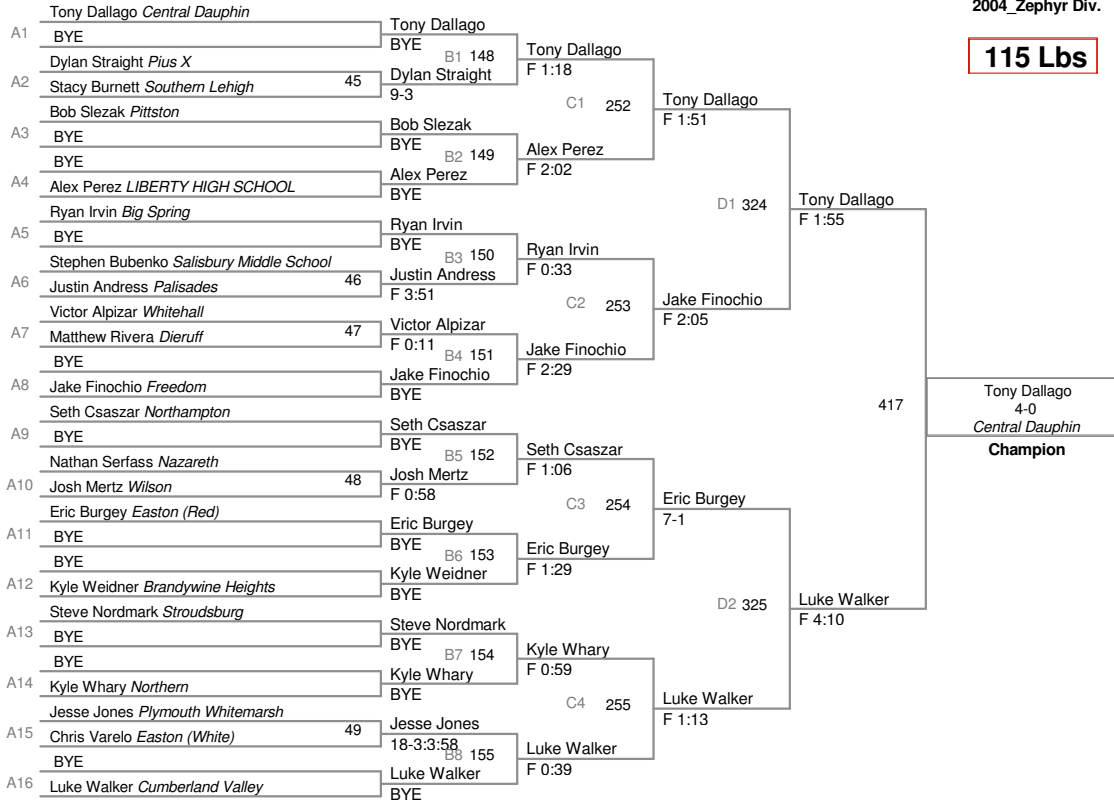 2004_Zephyr Div.
115 Lbs
A1
Tony Dallago Central Dauphin
BYE
A2
Dylan Straight Pius X
Stacy Burnett Southern Lehigh
45
A3
Bob Slezak Pittston
BYE
A4
BYE
Alex Perez LIBERTY HIGH SCHOOL
A5
Ryan Irvin Big Spring
BYE
A6
Stephen Bubenko Salisbury Middle School
Justin Andress Palisades
46
A7
Victor Alpizar Whitehall
Matthew Rivera Dieruff
47
A8
BYE
Jake Finochio Freedom
A9
Seth Csaszar Northampton
BYE
A10
Nathan Serfass Nazareth
Josh Mertz Wilson
48
A11
Eric Burgey Easton (Red)
BYE
A12
BYE
Kyle Weidner Brandywine Heights
A13
Steve Nordmark Stroudsburg
BYE
A14
BYE
Kyle Whary Northern
A15
Jesse Jones Plymouth Whitemarsh
Chris Varelo Easton (White)
49
A16
BYE
Luke Walker Cumberland Valley
Tony Dallago
BYE
B1 148
Dylan Straight
9-3
Bob Slezak
BYE
B2 149
Alex Perez
BYE
Ryan Irvin
BYE
B3 150
Justin Andress
F 3:51
Victor Alpizar
F 0:11
B4 151
Jake Finochio
BYE
Seth Csaszar
BYE
B5 152
Josh Mertz
F 0:58
Eric Burgey
BYE
B6 153
Kyle Weidner
BYE
Steve Nordmark
BYE
B7 154
Kyle Whary
BYE
Jesse Jones
18-3:3:58
B8 155
Luke Walker
BYE
Tony Dallago
F 1:18
C1 252
Alex Perez
F 2:02
Ryan Irvin
F 0:33
C2 253
Jake Finochio
F 2:29
Seth Csaszar
F 1:06
C3 254
Eric Burgey
F 1:29
Kyle Whary
F 0:59
C4 255
Luke Walker
F 0:39
Tony Dallago
F 1:51
D1 324
Jake Finochio
F 2:05
Eric Burgey
7-1
D2 325
Luke Walker
F 1:13
Tony Dallago
F 1:55
417
Luke Walker
F 4:10
Tony Dallago
4-0
Central Dauphin
Champion